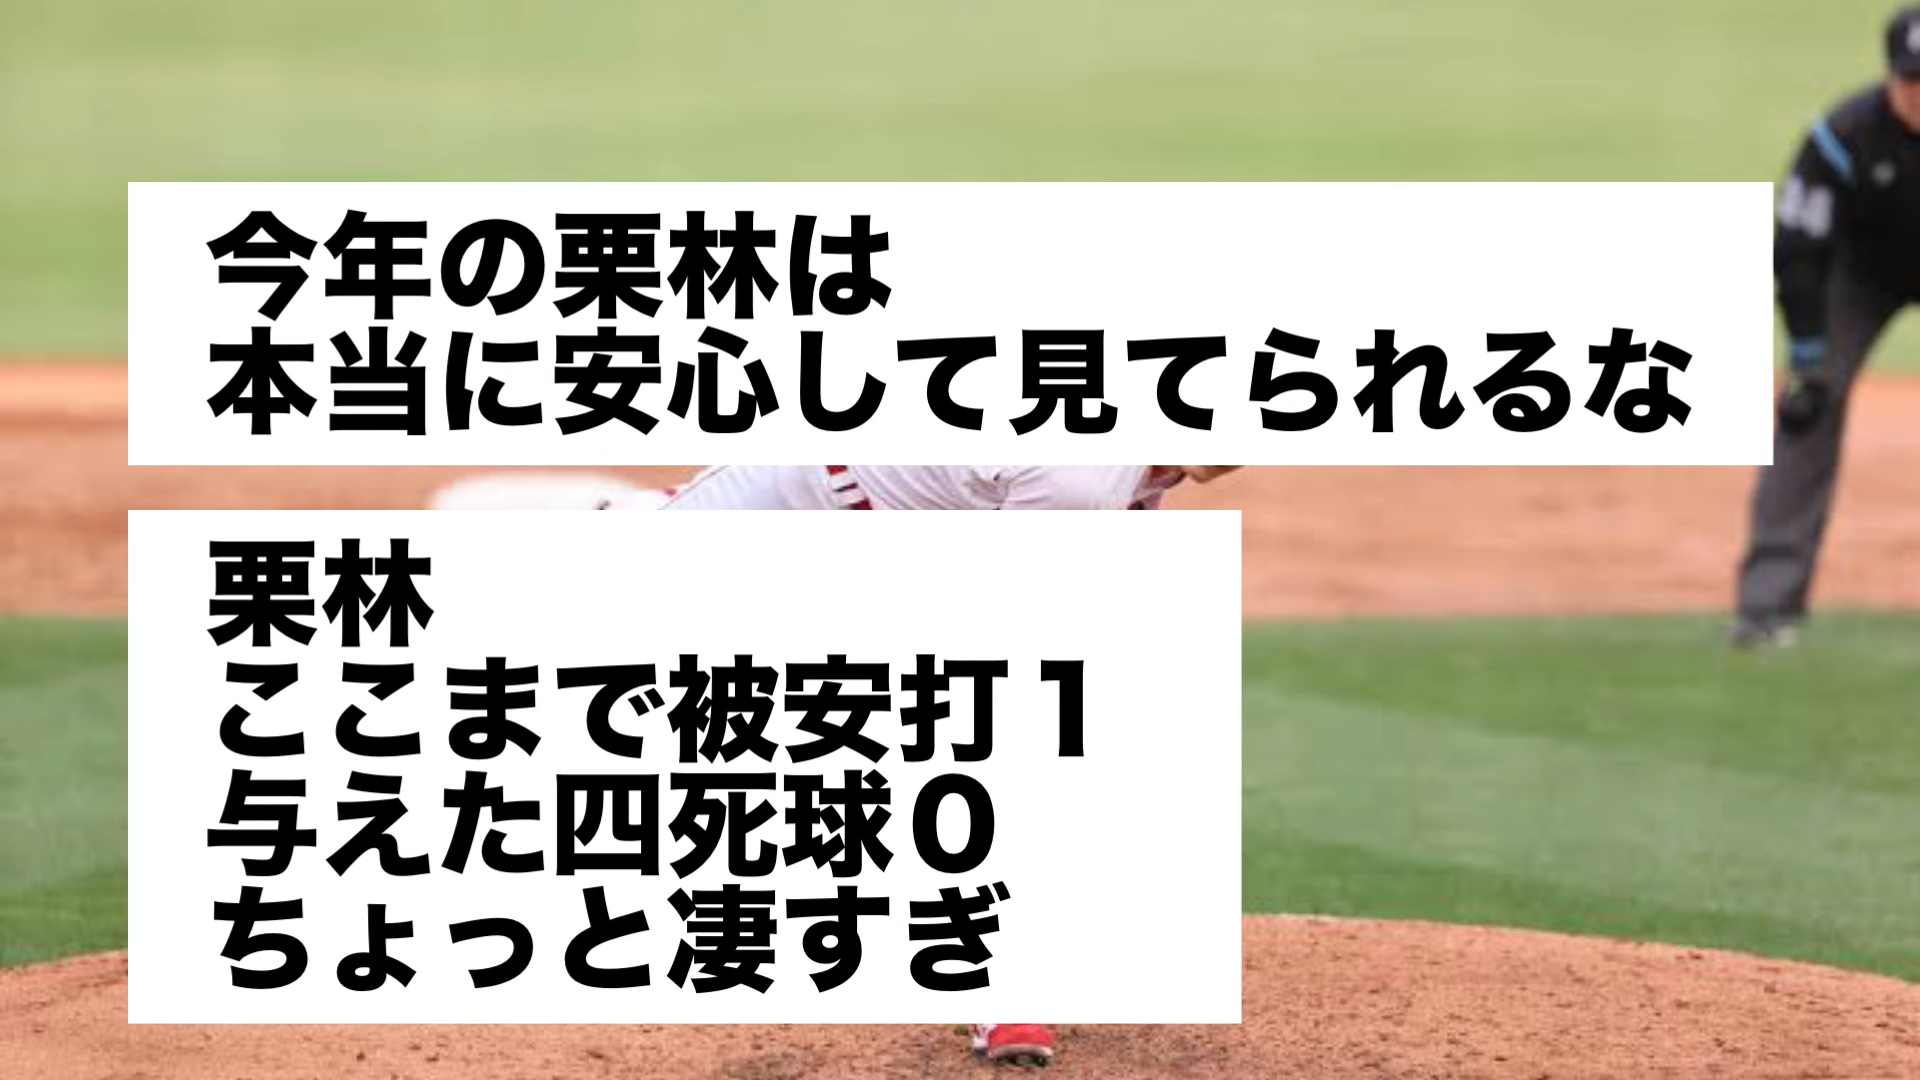 今年の栗林は
本当に安心して見てられるな
栗林
ここまで被安打１
与えた四死球０
ちょっと凄すぎ